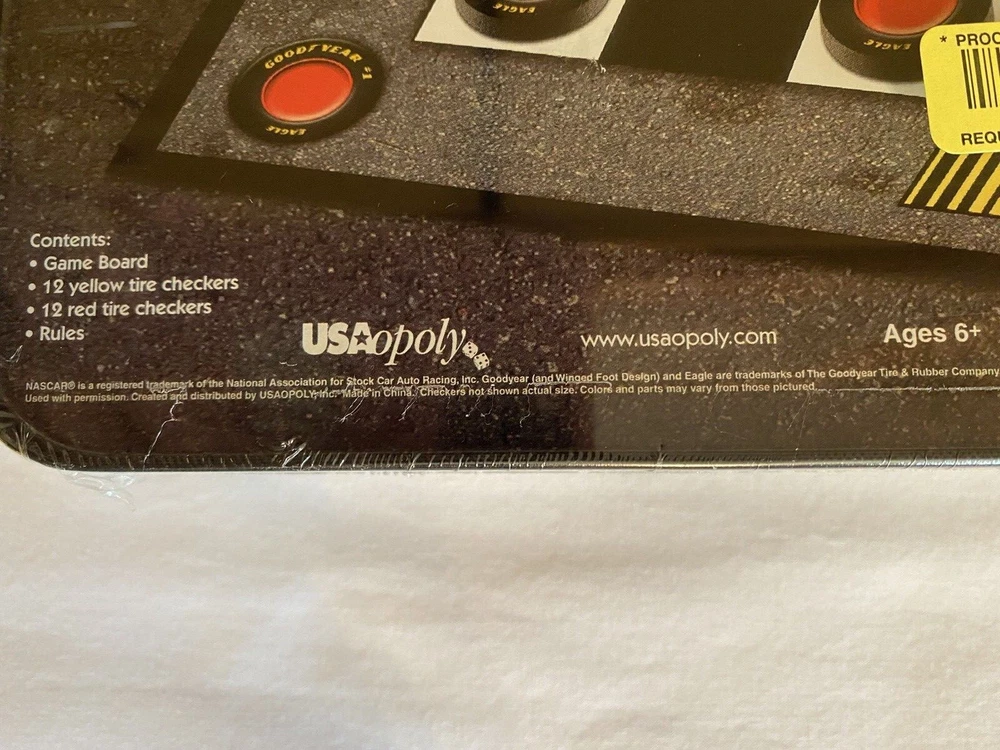 EAGLE
EAGLE
GOODYEAR #1
EAGLE
* PROO
REQU
Contents:
• Game Board
• 12 yellow tire checkers
• 12 red tire checkers
• Rules
USAopoly
www.usaopoly.com
Ages 6+
NASCAR® is a registered trademark of the National Association for Stock Car Auto Racing, Inc. Goodyear (and Winged Foot Design) and Eagle are trademarks of The Goodyear Tire & Rubber Company.
Used with permission. Created and distributed by USAOPOLY, Inc. Made in China. Checkers not shown actual size. Colors and parts may vary from those pictured.